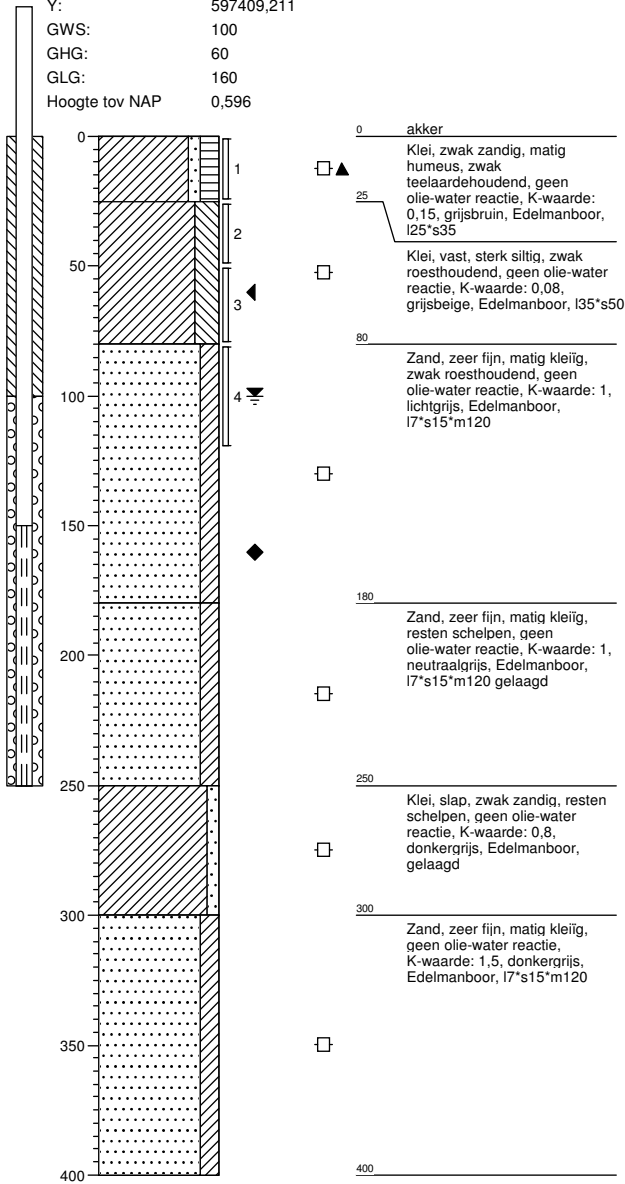 Y: 597409,211
GWS: 100
GHG: 60
GLG: 160
Hoogte tov NAP 0,596
0
50
100
150
200
250
300
350
400
1
2
3
4
0 akker
Klei, zwak zandig, matig
humeus, zwak
teelaardehoudend, geen
olie-water reactie, K-waarde:
0,15, grijsbruin, Edelmanboor,
l25*s35
25
Klei, vast, sterk siltig, zwak
roesthoudend, geen olie-water
reactie, K-waarde: 0,08,
grijsbeige, Edelmanboor, l35*s50
80
Zand, zeer fijn, matig kleiïg,
zwak roesthoudend, geen
olie-water reactie, K-waarde: 1,
lichtgrijs, Edelmanboor,
l7*s15*m120
180
Zand, zeer fijn, matig kleiïg,
resten schelpen, geen
olie-water reactie, K-waarde: 1,
neutraalgrijs, Edelmanboor,
l7*s15*m120 gelaagd
250
Klei, slap, zwak zandig, resten
schelpen, geen olie-water
reactie, K-waarde: 0,8,
donkergrijs, Edelmanboor,
gelaagd
300
Zand, zeer fijn, matig kleiïg,
geen olie-water reactie,
K-waarde: 1,5, donkergrijs,
Edelmanboor, l7*s15*m120
400